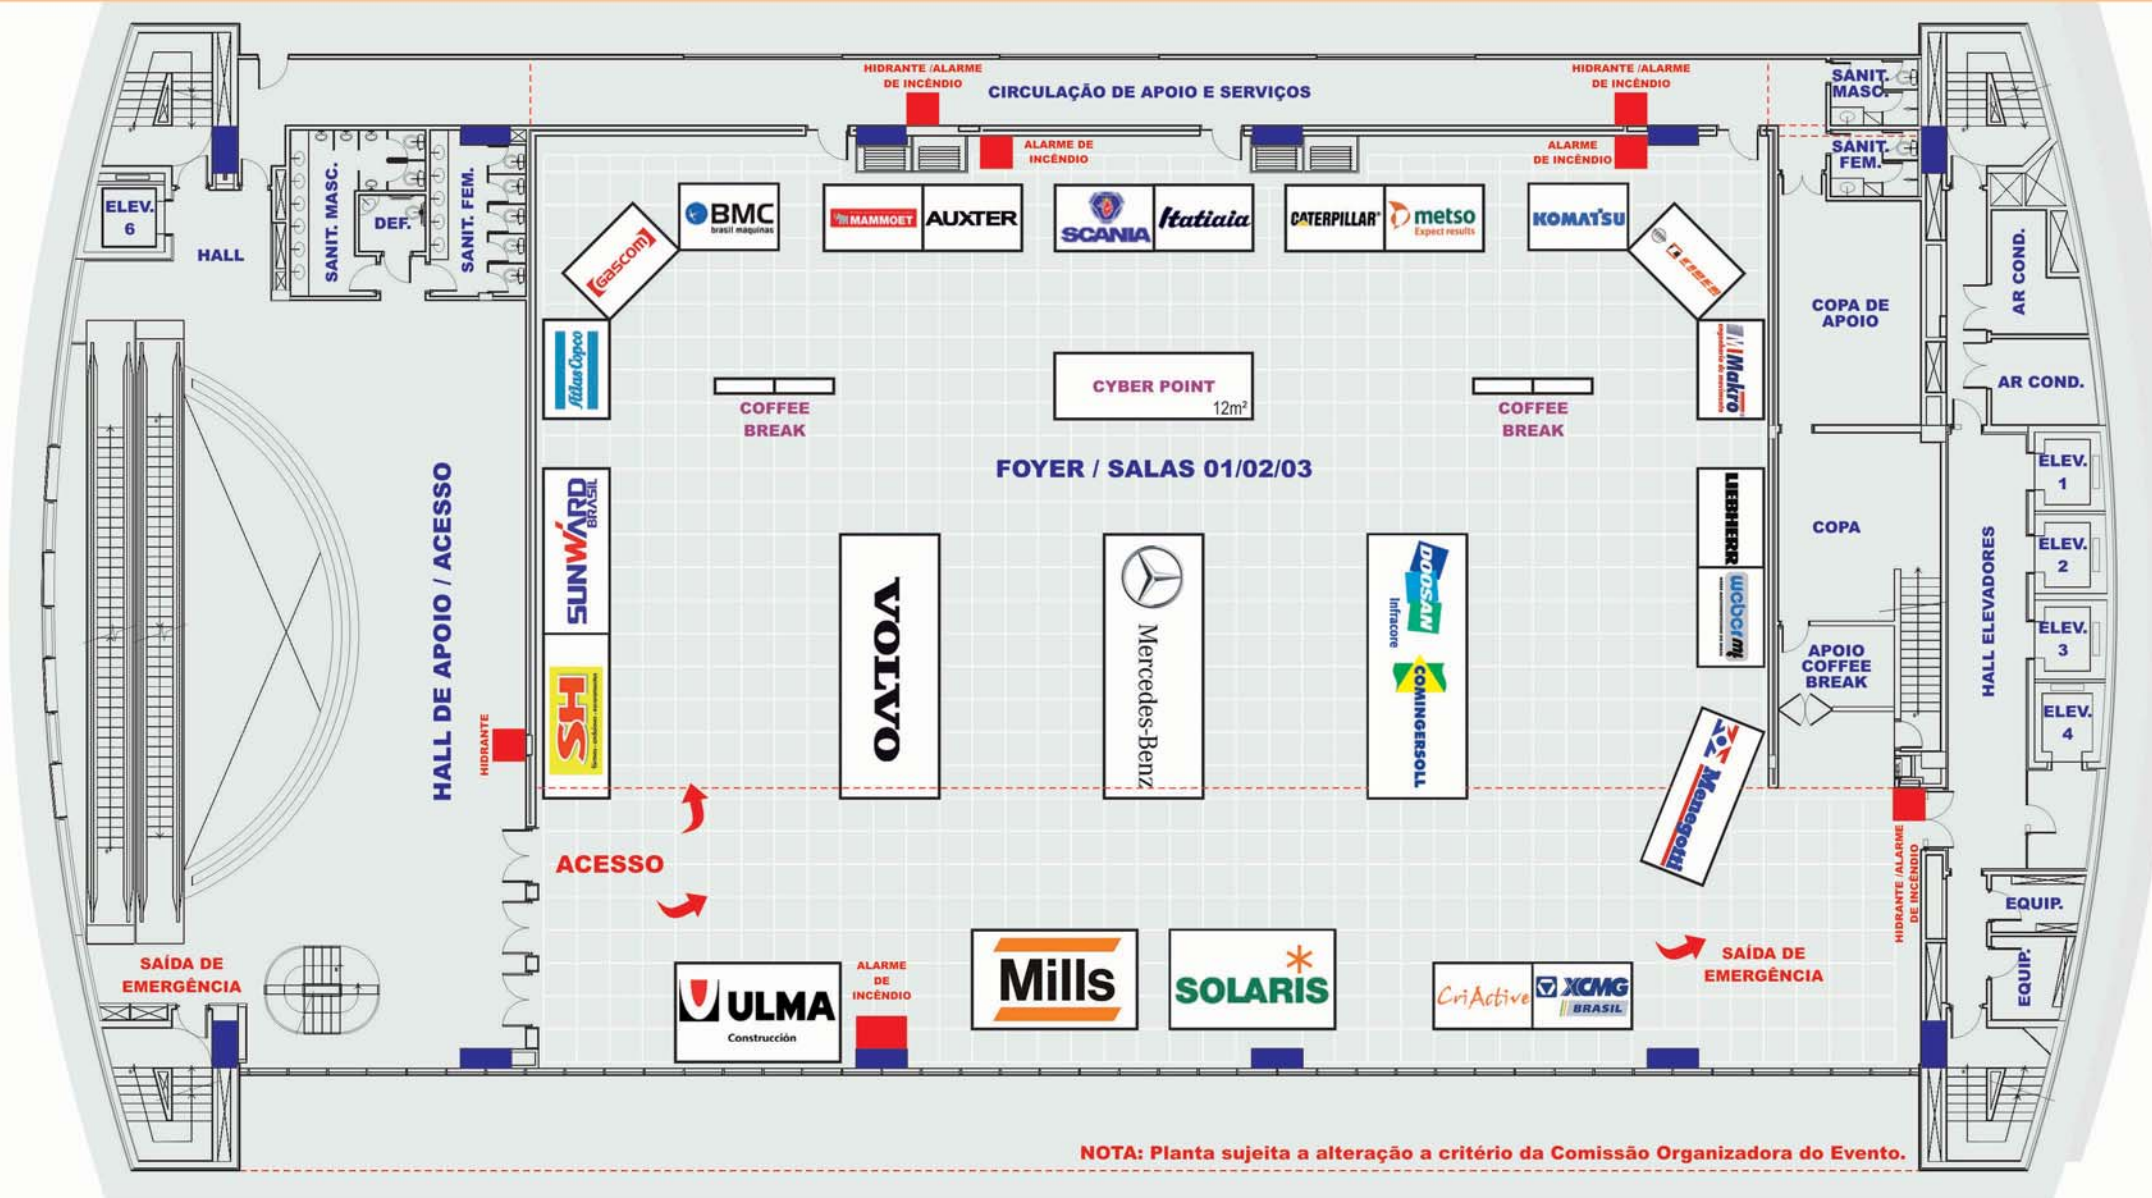 HIDRANTE /ALARME
DE INCÊNDIO
CIRCULAÇÃO DE APOIO E SERVIÇOS
HIDRANTE /ALARME
DE INCÊNDIO
SANIT.
MASC.
ALARME DE
INCÊNDIO
ALARME
DE INCÊNDIO
SANIT.
FEM.
ELEV.
6
HALL
SANIT. MASC.
DEF.
SANIT. FEM.
BMC
brasil maquinas
MAMMOET
AUXTER
SCANIA
Itatiaia
CATERPILLAR®
metso
Expect results
KOMATSU
Gascom
CIBER
Atlas Copco
Makro
engenharia do movimento
COPA DE
APOIO
AR COND.
AR COND.
COFFEE
BREAK
CYBER POINT
12m²
COFFEE
BREAK
FOYER / SALAS 01/02/03
HALL DE APOIO / ACESSO
SUNWARD
BRASIL
SH
VOLVO
Mercedes-Benz
DOOSAN
Infracore
COMINGERSOLL
LIEBHERR
COPA
APOIO
COFFEE
BREAK
HALL ELEVADORES
ELEV.
1
ELEV.
2
ELEV.
3
ELEV.
4
HIDRANTE
Menegotti
HIDRANTE /ALARME
DE INCÊNDIO
ACESSO
EQUIP.
EQUIP.
SAÍDA DE
EMERGÊNCIA
ULMA
Construcción
ALARME
DE
INCÊNDIO
Mills
SOLARIS
CriActive
XCMG
BRASIL
SAÍDA DE
EMERGÊNCIA
NOTA: Planta sujeita a alteração a critério da Comissão Organizadora do Evento.